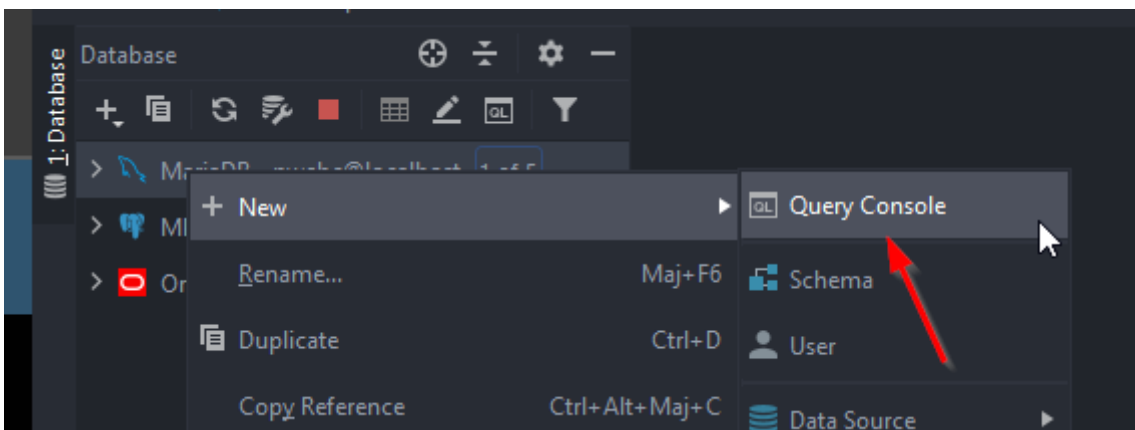 Database
1: Database
QL
New
Query Console
Rename...
Maj+F6
Schema
Duplicate
Ctrl+D
User
Copy Reference
Ctrl+Alt+Maj+C
Data Source